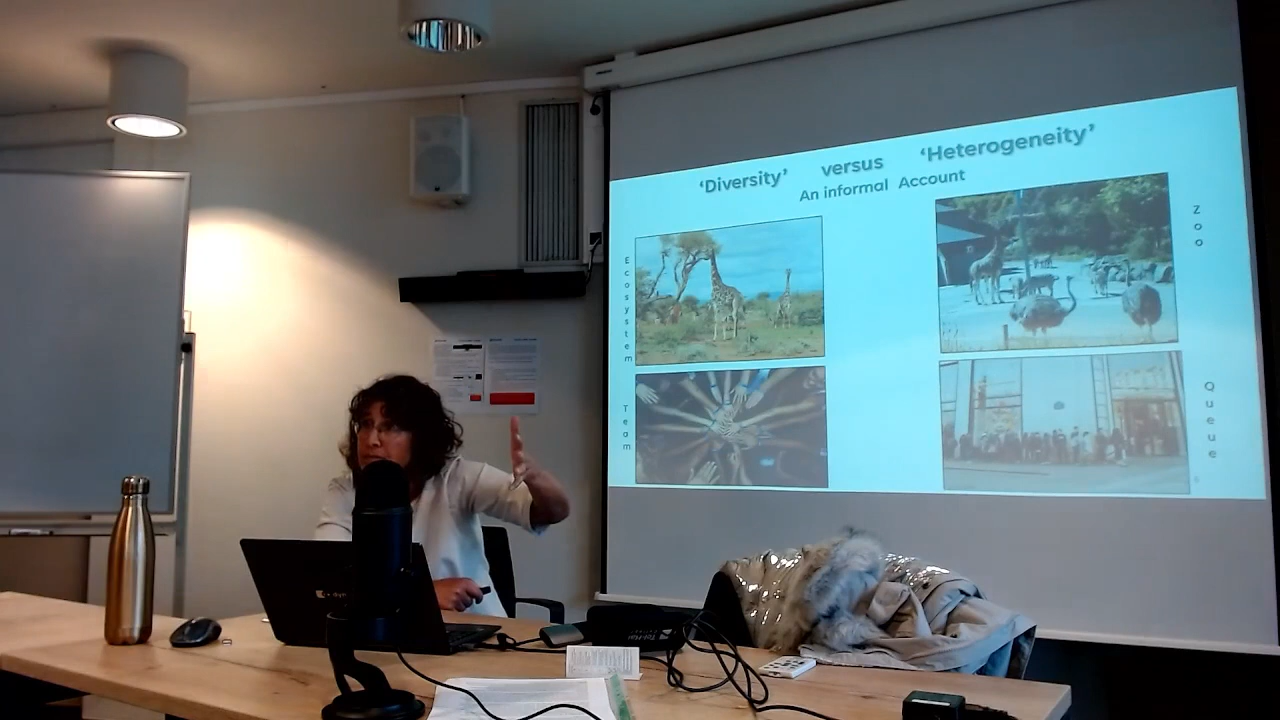 ‘Diversity’ versus ‘Heterogeneity’
An informal Account
Ecosystem
Zoo
Team
Queue